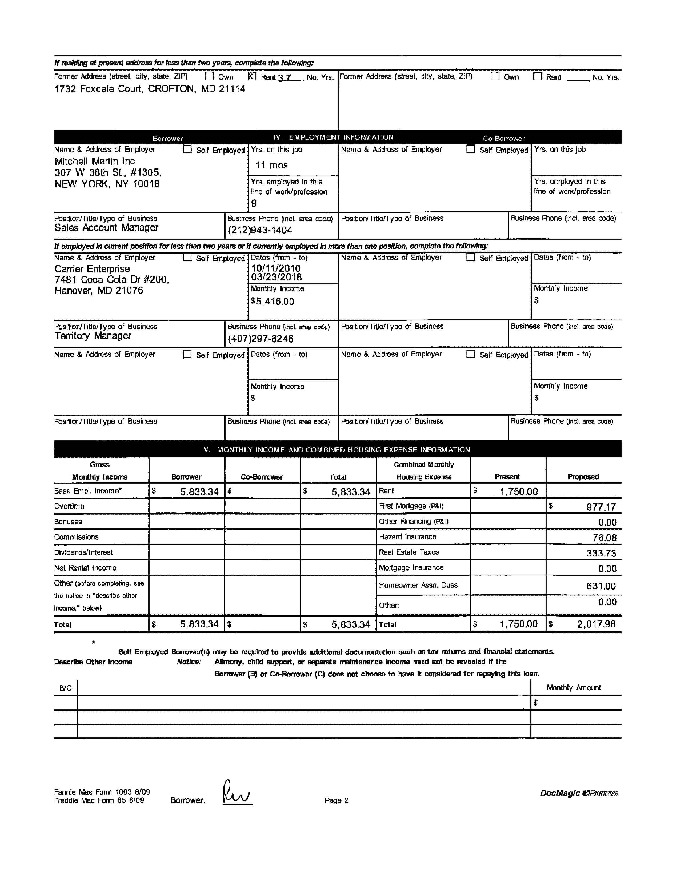 If residing at present address for less than two years, complete the following:
Former Address (street, city, state, ZIP) Own X Rent 3.7 No. Yrs. Former Address (street, city, state, ZIP) Own Rent No. Yrs.
1732 Foxdale Court, CROFTON, MD 21114
Borrower IV. EMPLOYMENT INFORMATION Co-Borrower
Name & Address of Employer Self Employed Yrs. on this job Name & Address of Employer Self Employed Yrs. on this job
Mitchell Martin Inc
307 W 38th St., #1305,
NEW YORK, NY 10018
11 mos
Yrs. employed in this line of work/profession Yrs. employed in this line of work/profession
9
Position/Title/Type of Business Business Phone (incl. area code) Position/Title/Type of Business Business Phone (incl. area code)
Sales Account Manager (212)943-1404
If employed in current position for less than two years or if currently employed in more than one position, complete the following:
Name & Address of Employer Self Employed Dates (from - to) Name & Address of Employer Self Employed Dates (from - to)
Carrier Enterprise 10/11/2010
7481 Coca Cola Dr #200, 03/23/2018
Hanover, MD 21076 Monthly Income Monthly Income
$5,416.00 $
Position/Title/Type of Business Business Phone (incl. area code) Position/Title/Type of Business Business Phone (incl. area code)
Territory Manager (407)297-8246
Name & Address of Employer Self Employed Dates (from - to) Name & Address of Employer Self Employed Dates (from - to)
Monthly Income Monthly Income
$ $
Position/Title/Type of Business Business Phone (incl. area code) Position/Title/Type of Business Business Phone (incl. area code)
V. MONTHLY INCOME AND COMBINED HOUSING EXPENSE INFORMATION
Gross Combined Monthly
Monthly Income Borrower Co-Borrower Total Housing Expense Present Proposed
Base Empl. Income* $ 5,833.34 $ $ 5,833.34 Rent $ 1,750.00
Overtime First Mortgage (P&I) $ 977.17
Bonuses Other Financing (P&I) 0.00
Commissions Hazard Insurance 76.08
Dividends/Interest Real Estate Taxes 333.73
Net Rental Income Mortgage Insurance 0.00
Other (before completing, see the notice in "describe other income," below) Homeowner Assn. Dues 631.00
Other: 0.00
Total $ 5,833.34 $ $ 5,833.34 Total $ 1,750.00 $ 2,017.98
*
Self Employed Borrower(s) may be required to provide additional documentation such as tax returns and financial statements.
Describe Other Income Notice: Alimony, child support, or separate maintenance income need not be revealed if the
Borrower (B) or Co-Borrower (C) does not choose to have it considered for repaying this loan.
B/C Monthly Amount
$
Fannie Mae Form 1003 6/09
Freddie Mac Form 65 6/09 Borrower: Page 2
DocMagic